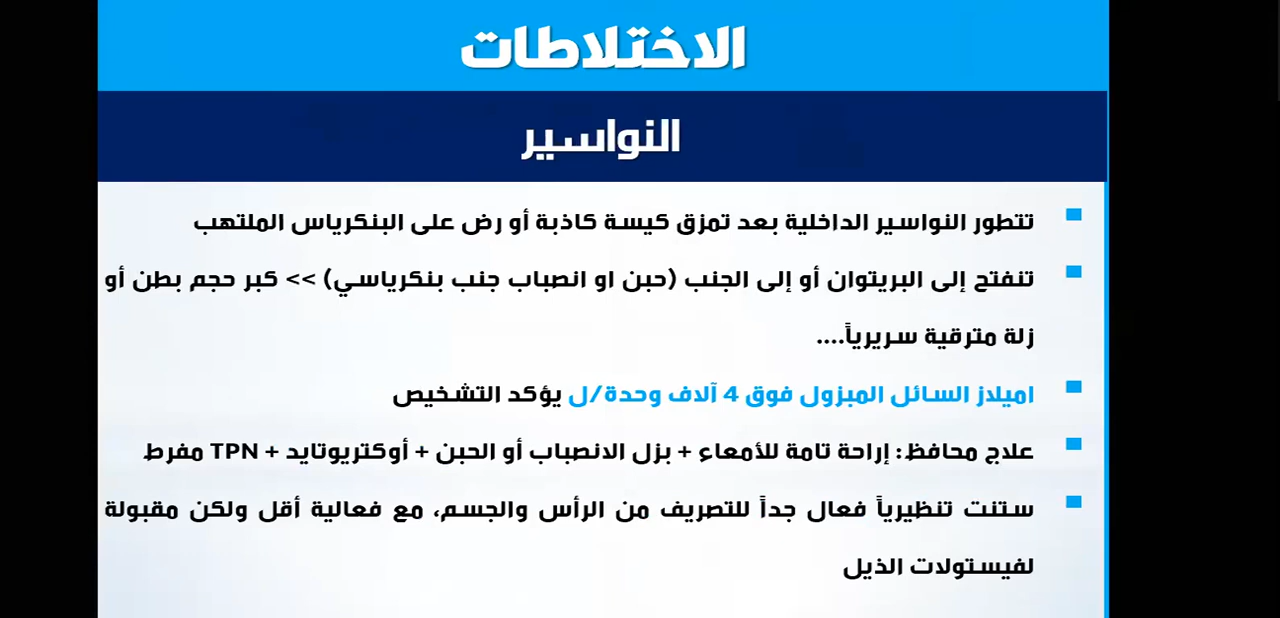 الاختلاطات
النواسير
تتطور النواسير الداخلية بعد تمزق كيسة كاذبة أو رض على البنكرياس الملتهب
تنفتح إلى البريتوان أو إلى الجنب (حبن او انصباب جنب بنكرياسي) >> كبر حجم بطن أو
زلة مترقية سريرياً....
اميلاز السائل المبزول فوق 4 آلاف وحدة/ل يؤكد التشخيص
علاج محافظ: إراحة تامة للأمعاء + بزل الانصباب أو الحبن + أوكتريوتايد + TPN مفرط
ستنت تنظيرياً فعال جداً للتصريف من الرأس والجسم، مع فعالية أقل ولكن مقبولة
لفيستولات الذيل